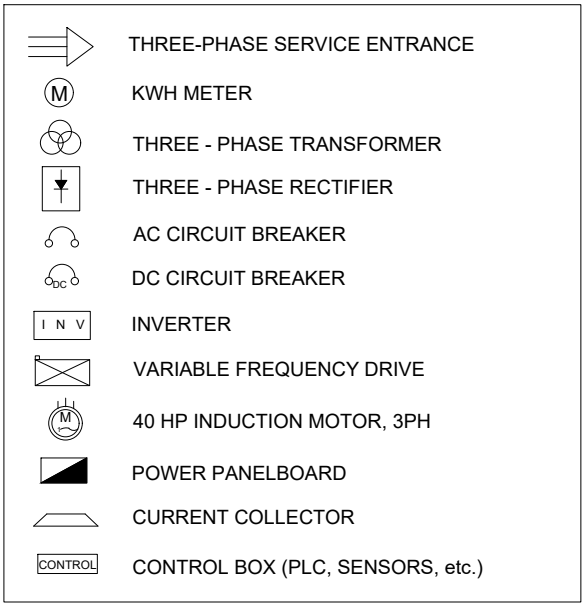 THREE-PHASE SERVICE ENTRANCE
M KWH METER
THREE - PHASE TRANSFORMER
THREE - PHASE RECTIFIER
AC CIRCUIT BREAKER
DC DC CIRCUIT BREAKER
I N V INVERTER
VARIABLE FREQUENCY DRIVE
M 40 HP INDUCTION MOTOR, 3PH
POWER PANELBOARD
CURRENT COLLECTOR
CONTROL CONTROL BOX (PLC, SENSORS, etc.)